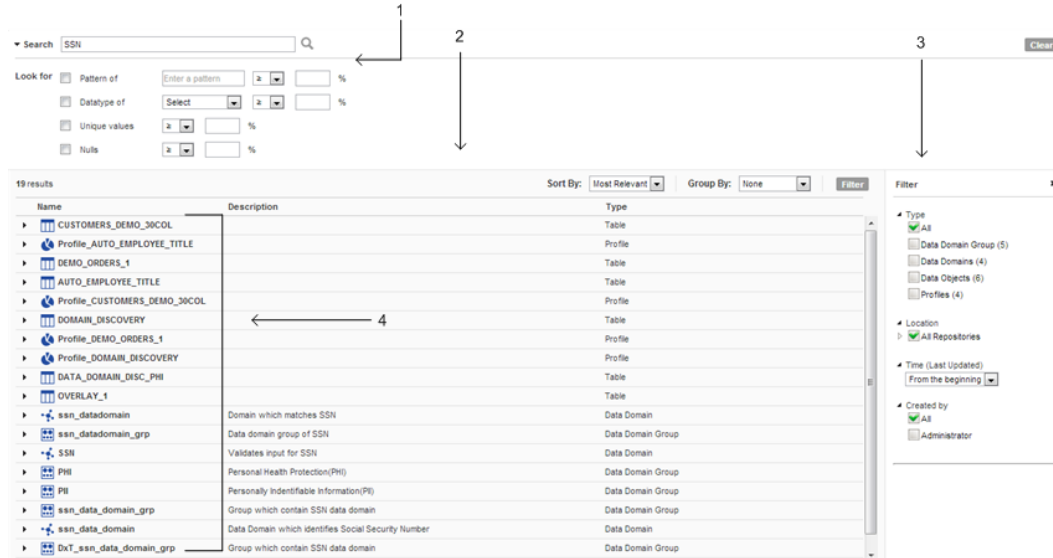 1
2
3
Search SSN
Clear
Look for Pattern of Enter a pattern ≥ %
Datatype of Select ≥ %
Unique values ≥ %
Nulls ≥ %
19 results Sort By: Most Relevant Group By: None Filter
Name Description Type
CUSTOMERS_DEMO_30COL Table
Profile_AUTO_EMPLOYEE_TITLE Profile
DEMO_ORDERS_1 Table
AUTO_EMPLOYEE_TITLE Table
Profile_CUSTOMERS_DEMO_30COL Profile
DOMAIN_DISCOVERY Table
4
Profile_DEMO_ORDERS_1 Profile
Profile_DOMAIN_DISCOVERY Profile
DATA_DOMAIN_DISC_PHI Table
OVERLAY_1 Table
ssn_datadomain Domain which matches SSN Data Domain
ssn_datadomain_grp Data domain group of SSN Data Domain Group
SSN Validates input for SSN Data Domain
PHI Personal Health Protection(PHI) Data Domain Group
PII Personally Indentifiable Information(PII) Data Domain Group
ssn_data_domain_grp Group which contain SSN data domain Data Domain Group
ssn_data_domain Data Domain which identifies Social Security Number Data Domain
DxT_ssn_data_domain_grp Group which contain SSN data domain Data Domain Group
Filter
Type
All
Data Domain Group (5)
Data Domains (4)
Data Objects (6)
Profiles (4)
Location
All Repositories
Time (Last Updated)
From the beginning
Created by
All
Administrator